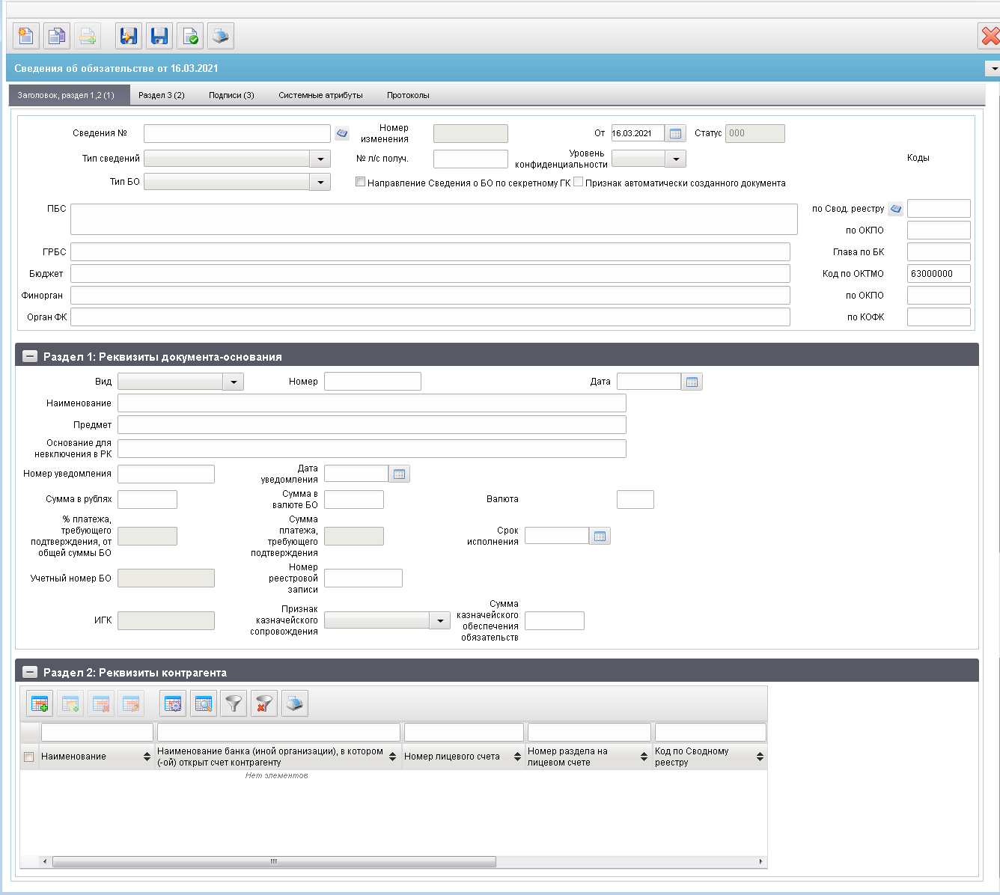 Сведения об обязательстве от 16.03.2021
Заголовок, раздел 1,2 (1) Раздел 3 (2) Подписи (3) Системные атрибуты Протоколы
Сведения № Номер изменения От 16.03.2021 Статус 000
Тип сведений № л/с получ. Уровень конфиденциальности Коды
Тип БО Направление Сведения о БО по секретному ГК Признак автоматически созданного документа
ПБС по Свод. реестру
по ОКПО
ГРБС Глава по БК
Бюджет Код по ОКТМО 63000000
Финорган по ОКПО
Орган ФК по КОФК
Раздел 1: Реквизиты документа-основания
Вид Номер Дата
Наименование
Предмет
Основание для
невключения в РК
Номер уведомления Дата уведомления
Сумма в рублях Сумма в валюте БО Валюта
% платежа, требующего подтверждения, от общей суммы БО Сумма платежа, требующего подтверждения Срок исполнения
Учетный номер БО Номер реестровой записи
ИГК Признак казначейского сопровождения Сумма казначейского обеспечения обязательств
Раздел 2: Реквизиты контрагента
Наименование Наименование банка (иной организации), в котором (-ой) открыт счет контрагенту Номер лицевого счета Номер раздела на лицевом счете Код по Сводному реестру
Нет элементов